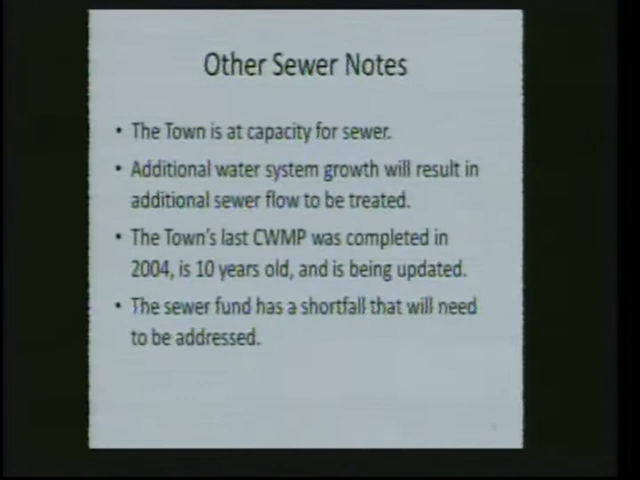 Other Sewer Notes
• The Town is at capacity for sewer.
• Additional water system growth will result in
additional sewer flow to be treated.
• The Town's last CWMP was completed in
2004, is 10 years old, and is being updated.
• The sewer fund has a shortfall that will need
to be addressed.